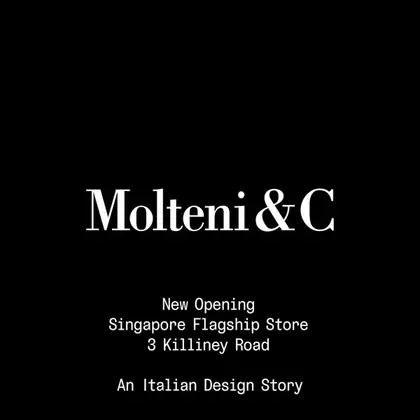 Molteni & C
New Opening
Singapore Flagship Store
3 Killiney Road
An Italian Design Story